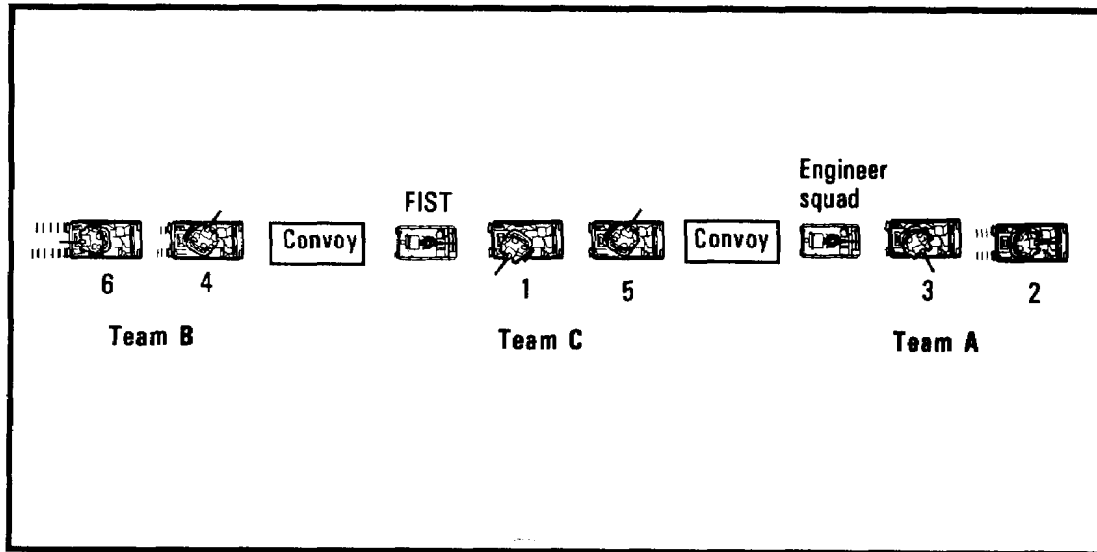 Engineer
squad
FIST
Convoy
Convoy
6
4
1
5
3
2
Team B
Team C
Team A